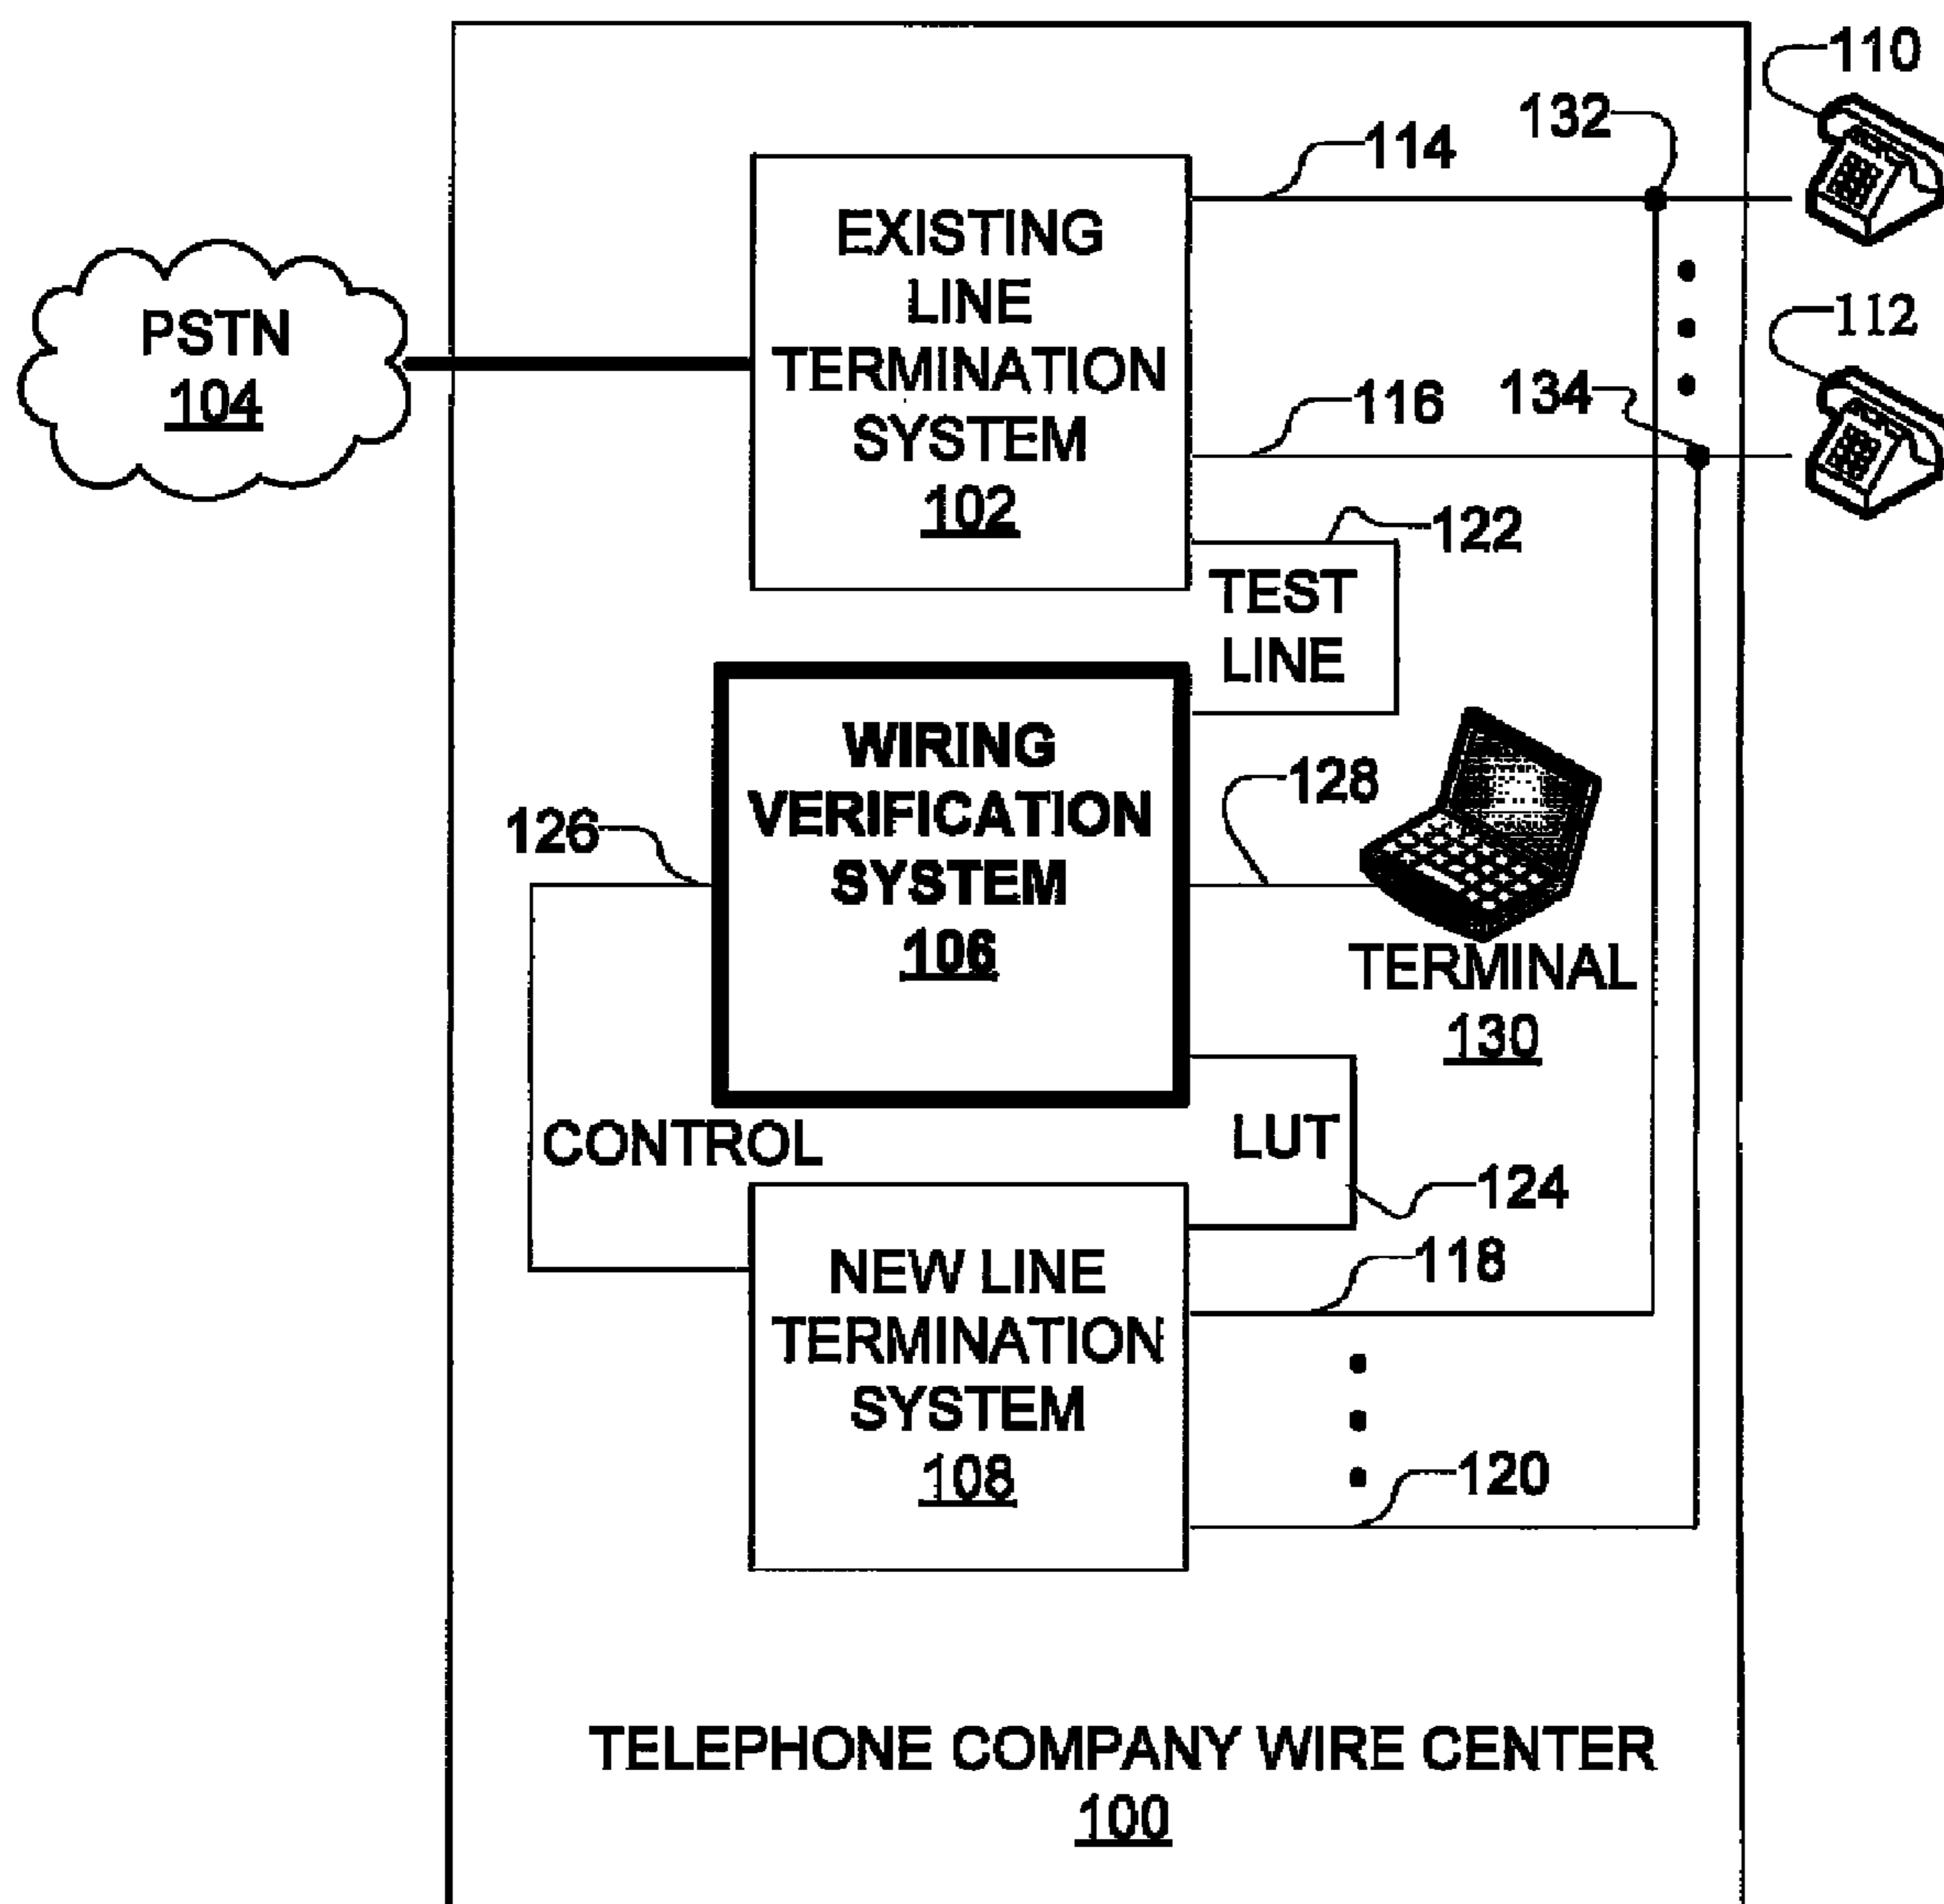 110
132
114
EXISTING
LINE
TERMINATION
SYSTEM
102
PSTN
104
112
116
134
122
TEST
LINE
WIRING
VERIFICATION
SYSTEM
106
128
126
TERMINAL
130
CONTROL
LUT
124
NEW LINE
TERMINATION
SYSTEM
108
118
120
TELEPHONE COMPANY WIRE CENTER
100